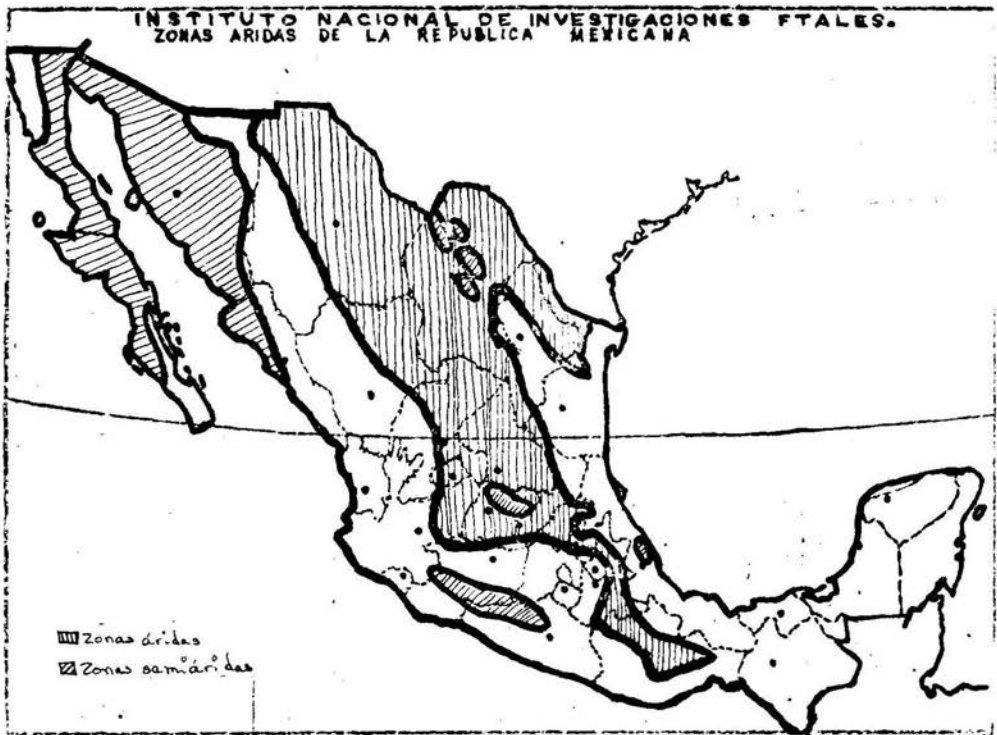 INSTITUTO NACIONAL DE INVESTIGACIONES FTALES.
ZONAS ARIDAS DE LA REPUBLICA MEXICANA
Zonas áridas
Zonas semiáridas